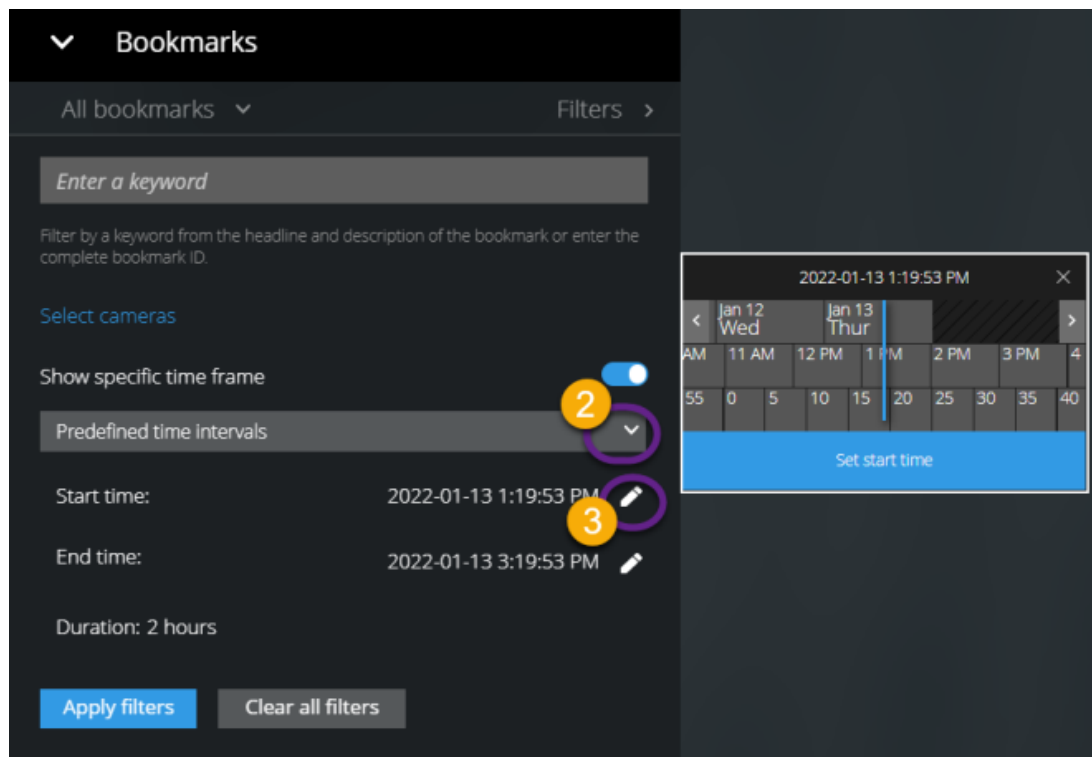 Bookmarks
All bookmarks
Filters
Enter a keyword
Filter by a keyword from the headline and description of the bookmark or enter the
complete bookmark ID.
Select cameras
Show specific time frame
2
Predefined time intervals
Start time: 2022-01-13 1:19:53 PM
3
End time: 2022-01-13 3:19:53 PM
Duration: 2 hours
Apply filters Clear all filters
2022-01-13 1:19:53 PM
Jan 12 Jan 13
Wed Thur
AM 11 AM 12 PM 1 PM 2 PM 3 PM 4
55 0 5 10 15 20 25 30 35 40
Set start time